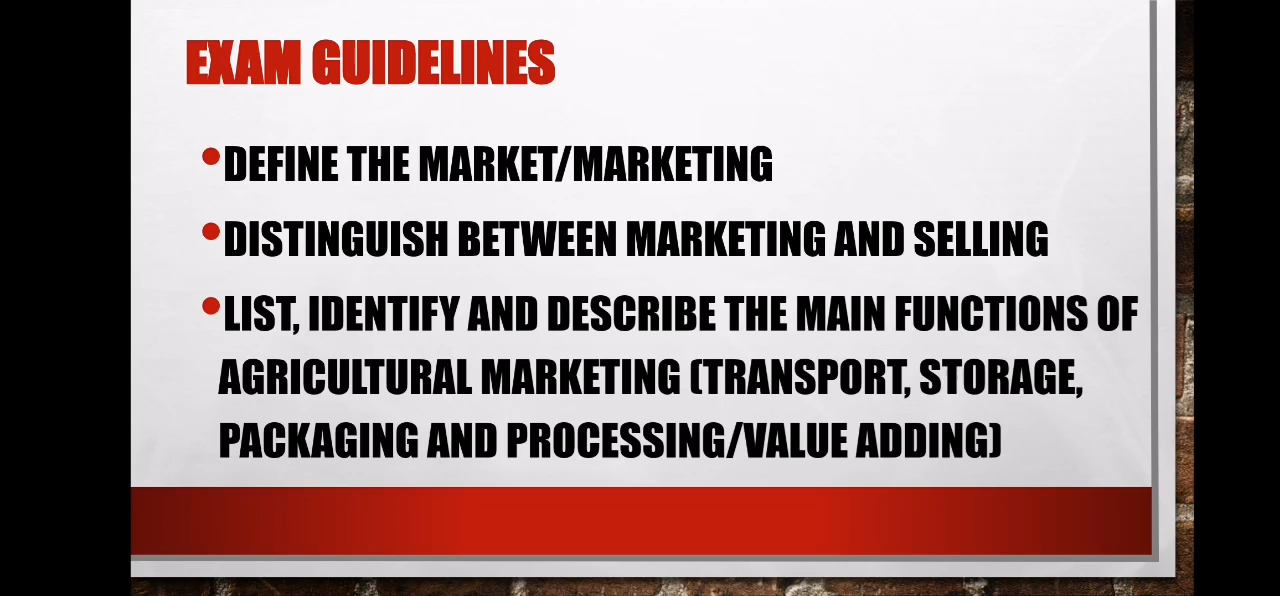 EXAM GUIDELINES
•DEFINE THE MARKET/MARKETING
•DISTINGUISH BETWEEN MARKETING AND SELLING
•LIST, IDENTIFY AND DESCRIBE THE MAIN FUNCTIONS OF
AGRICULTURAL MARKETING (TRANSPORT, STORAGE,
PACKAGING AND PROCESSING/VALUE ADDING)